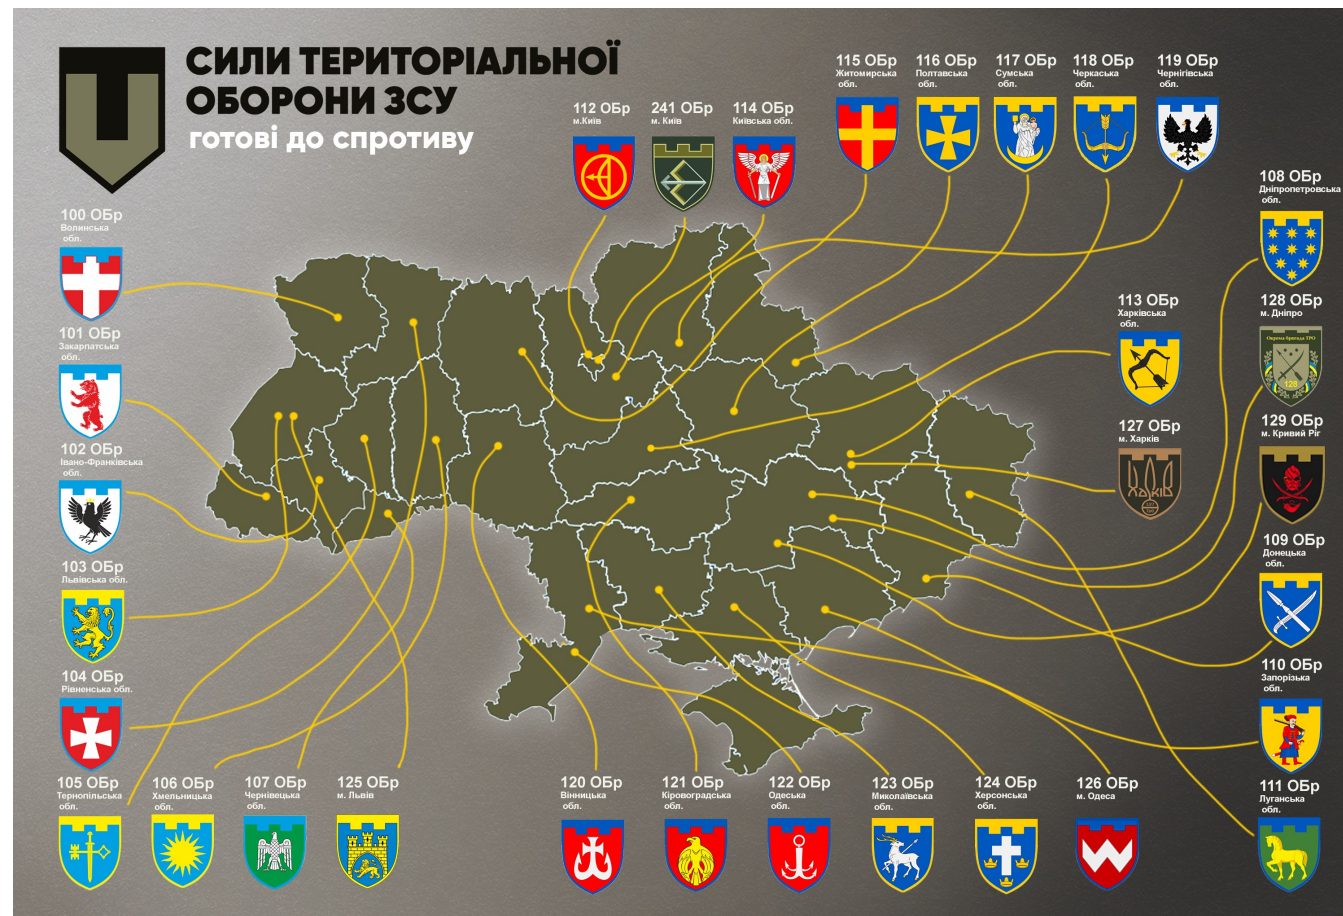 СИЛИ ТЕРИТОРІАЛЬНОЇ
ОБОРОНИ ЗСУ
готові до спротиву
112 ОБр
м.Київ
241 ОБр
м. Київ
114 ОБр
Київська обл.
115 ОБр
Житомирська
обл.
116 ОБр
Полтавська
обл.
117 ОБр
Сумська
обл.
118 ОБр
Черкаська
обл.
119 ОБр
Чернігівська
обл.
100 ОБр
Волинська
обл.
101 ОБр
Закарпатська
обл.
102 ОБр
Івано-Франківська
обл.
103 ОБр
Львівська обл.
104 ОБр
Рівненська обл.
105 ОБр
Тернопільська
обл.
106 ОБр
Хмельницька
обл.
107 ОБр
Чернівецька
обл.
125 ОБр
м. Львів
120 ОБр
Вінницька
обл.
121 ОБр
Кіровоградська
обл.
122 ОБр
Одеська
обл.
123 ОБр
Миколаївська
обл.
124 ОБр
Херсонська
обл.
126 ОБр
м. Одеса
108 ОБр
Дніпропетровська
обл.
128 ОБр
м. Дніпро
Окрема бригада ТРО
128
113 ОБр
Харківська
обл.
127 ОБр
м. Харків
Харків
129 ОБр
м. Кривий Ріг
109 ОБр
Донецька
обл.
110 ОБр
Запорізька
обл.
111 ОБр
Луганська
обл.